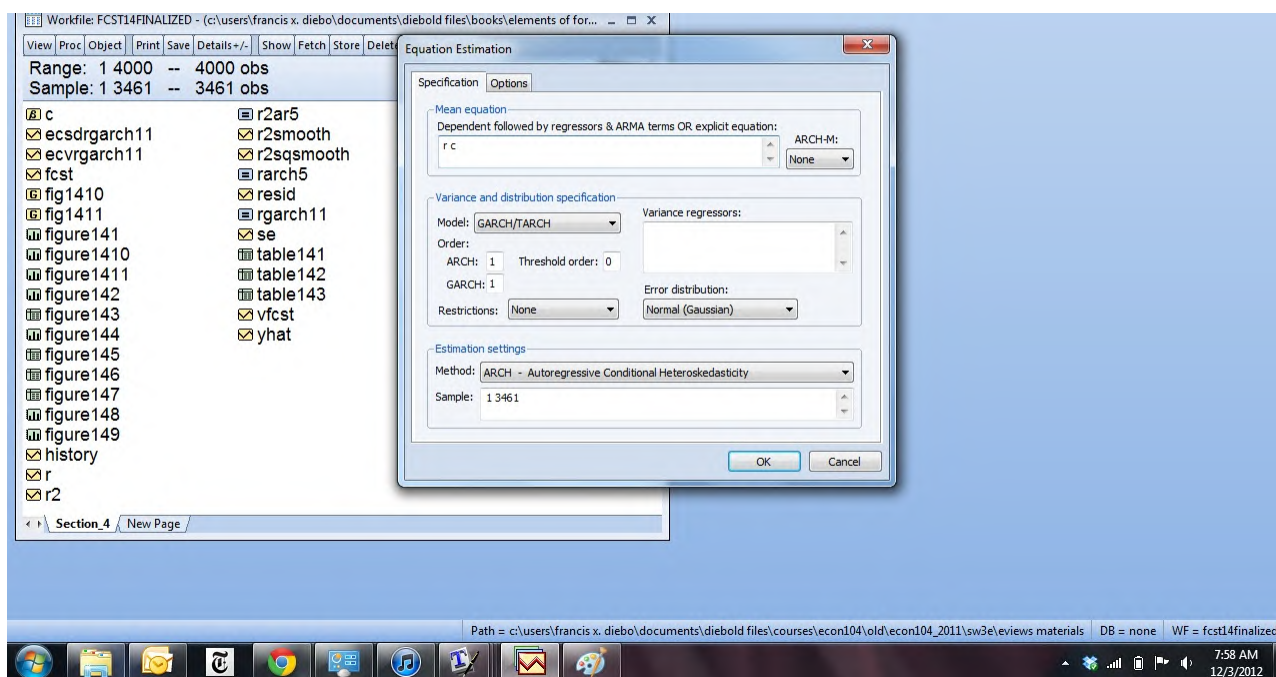 Workfile: FCST14FINALIZED - (c:\users\francis x. diebo\documents\diebold files\books\elements of for...
View Proc Object Print Save Details+/- Show Fetch Store Delete
Range: 1 4000 -- 4000 obs
Sample: 1 3461 -- 3461 obs
c
ecsdrgarch11
ecvrgarch11
fcst
fig1410
fig1411
figure141
figure1410
figure1411
figure142
figure143
figure144
figure145
figure146
figure147
figure148
figure149
history
r
r2
r2ar5
r2smooth
r2sqsmooth
rarch5
resid
rgarch11
se
table141
table142
table143
vfcst
yhat
Section_4 New Page
Equation Estimation
Specification Options
Mean equation
Dependent followed by regressors & ARMA terms OR explicit equation:
r c
ARCH-M:
None
Variance and distribution specification
Model: GARCH/TARCH
Order:
ARCH: 1 Threshold order: 0
GARCH: 1
Restrictions: None
Variance regressors:
Error distribution:
Normal (Gaussian)
Estimation settings
Method: ARCH - Autoregressive Conditional Heteroskedasticity
Sample: 1 3461
OK Cancel
Path = c:\users\francis x. diebo\documents\diebold files\courses\econ104\old\econ104_2011\sw3e\eviews materials DB = none WF = fcst14finalized
7:58 AM
12/3/2012